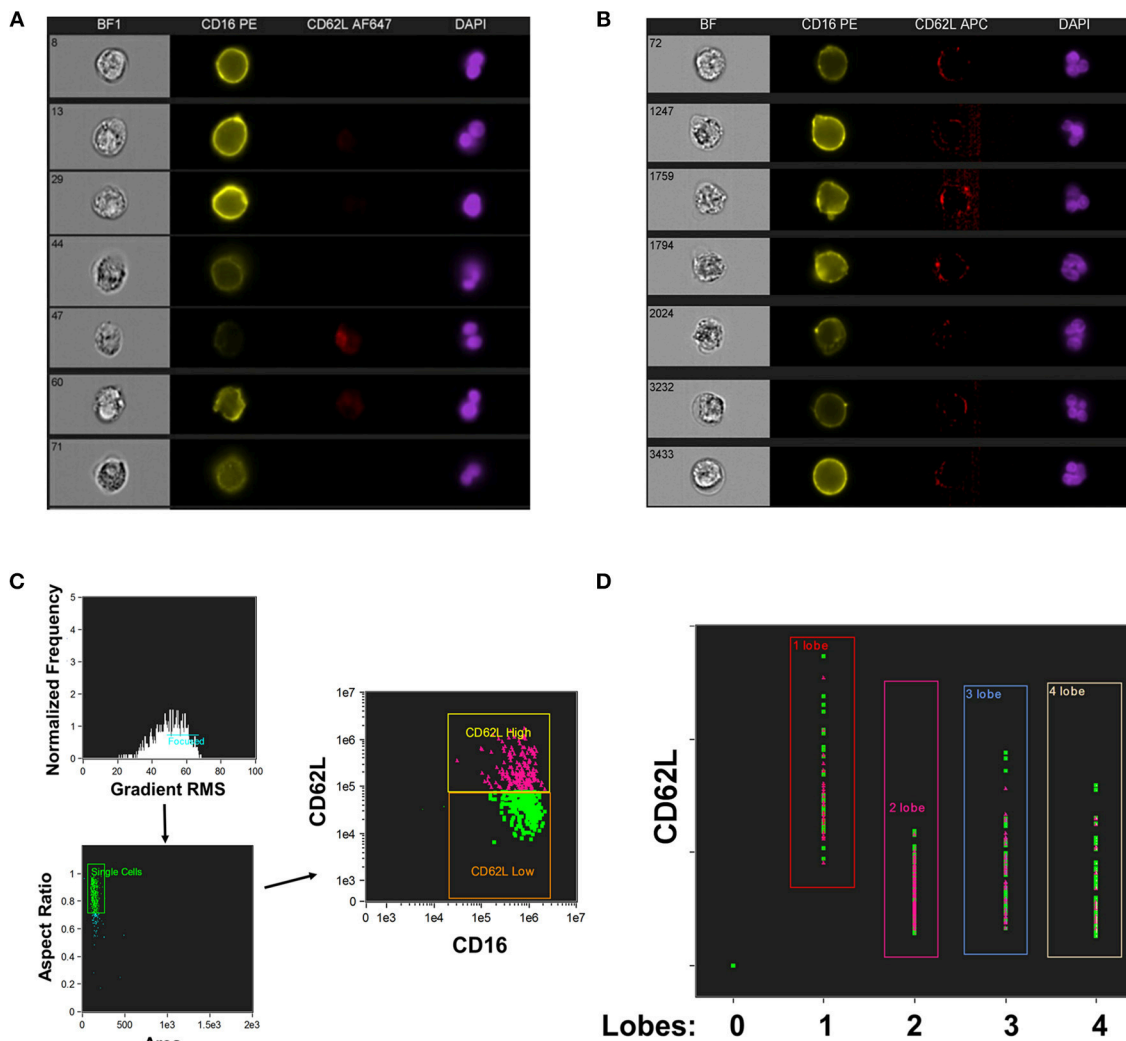 A
BF1 CD16 PE CD62L AF647 DAPI
8
13
29
44
47
60
71
B
BF CD16 PE CD62L APC DAPI
72
1247
1759
1794
2024
3232
3433
C
Normalized Frequency
5
4
3
2
1
0
Focused
0 20 40 60 80 100
Gradient RMS
Aspect Ratio
1
0.8
0.6
0.4
0.2
0
Single Cells
0 500 1e3 1.5e3 2e3
Area
CD62L
1e7
1e6
1e5
1e4
1e3
0
CD62L High
CD62L Low
0 1e3 1e4 1e5 1e6 1e7
CD16
D
CD62L
1 lobe
2 lobe
3 lobe
4 lobe
Lobes: 0 1 2 3 4